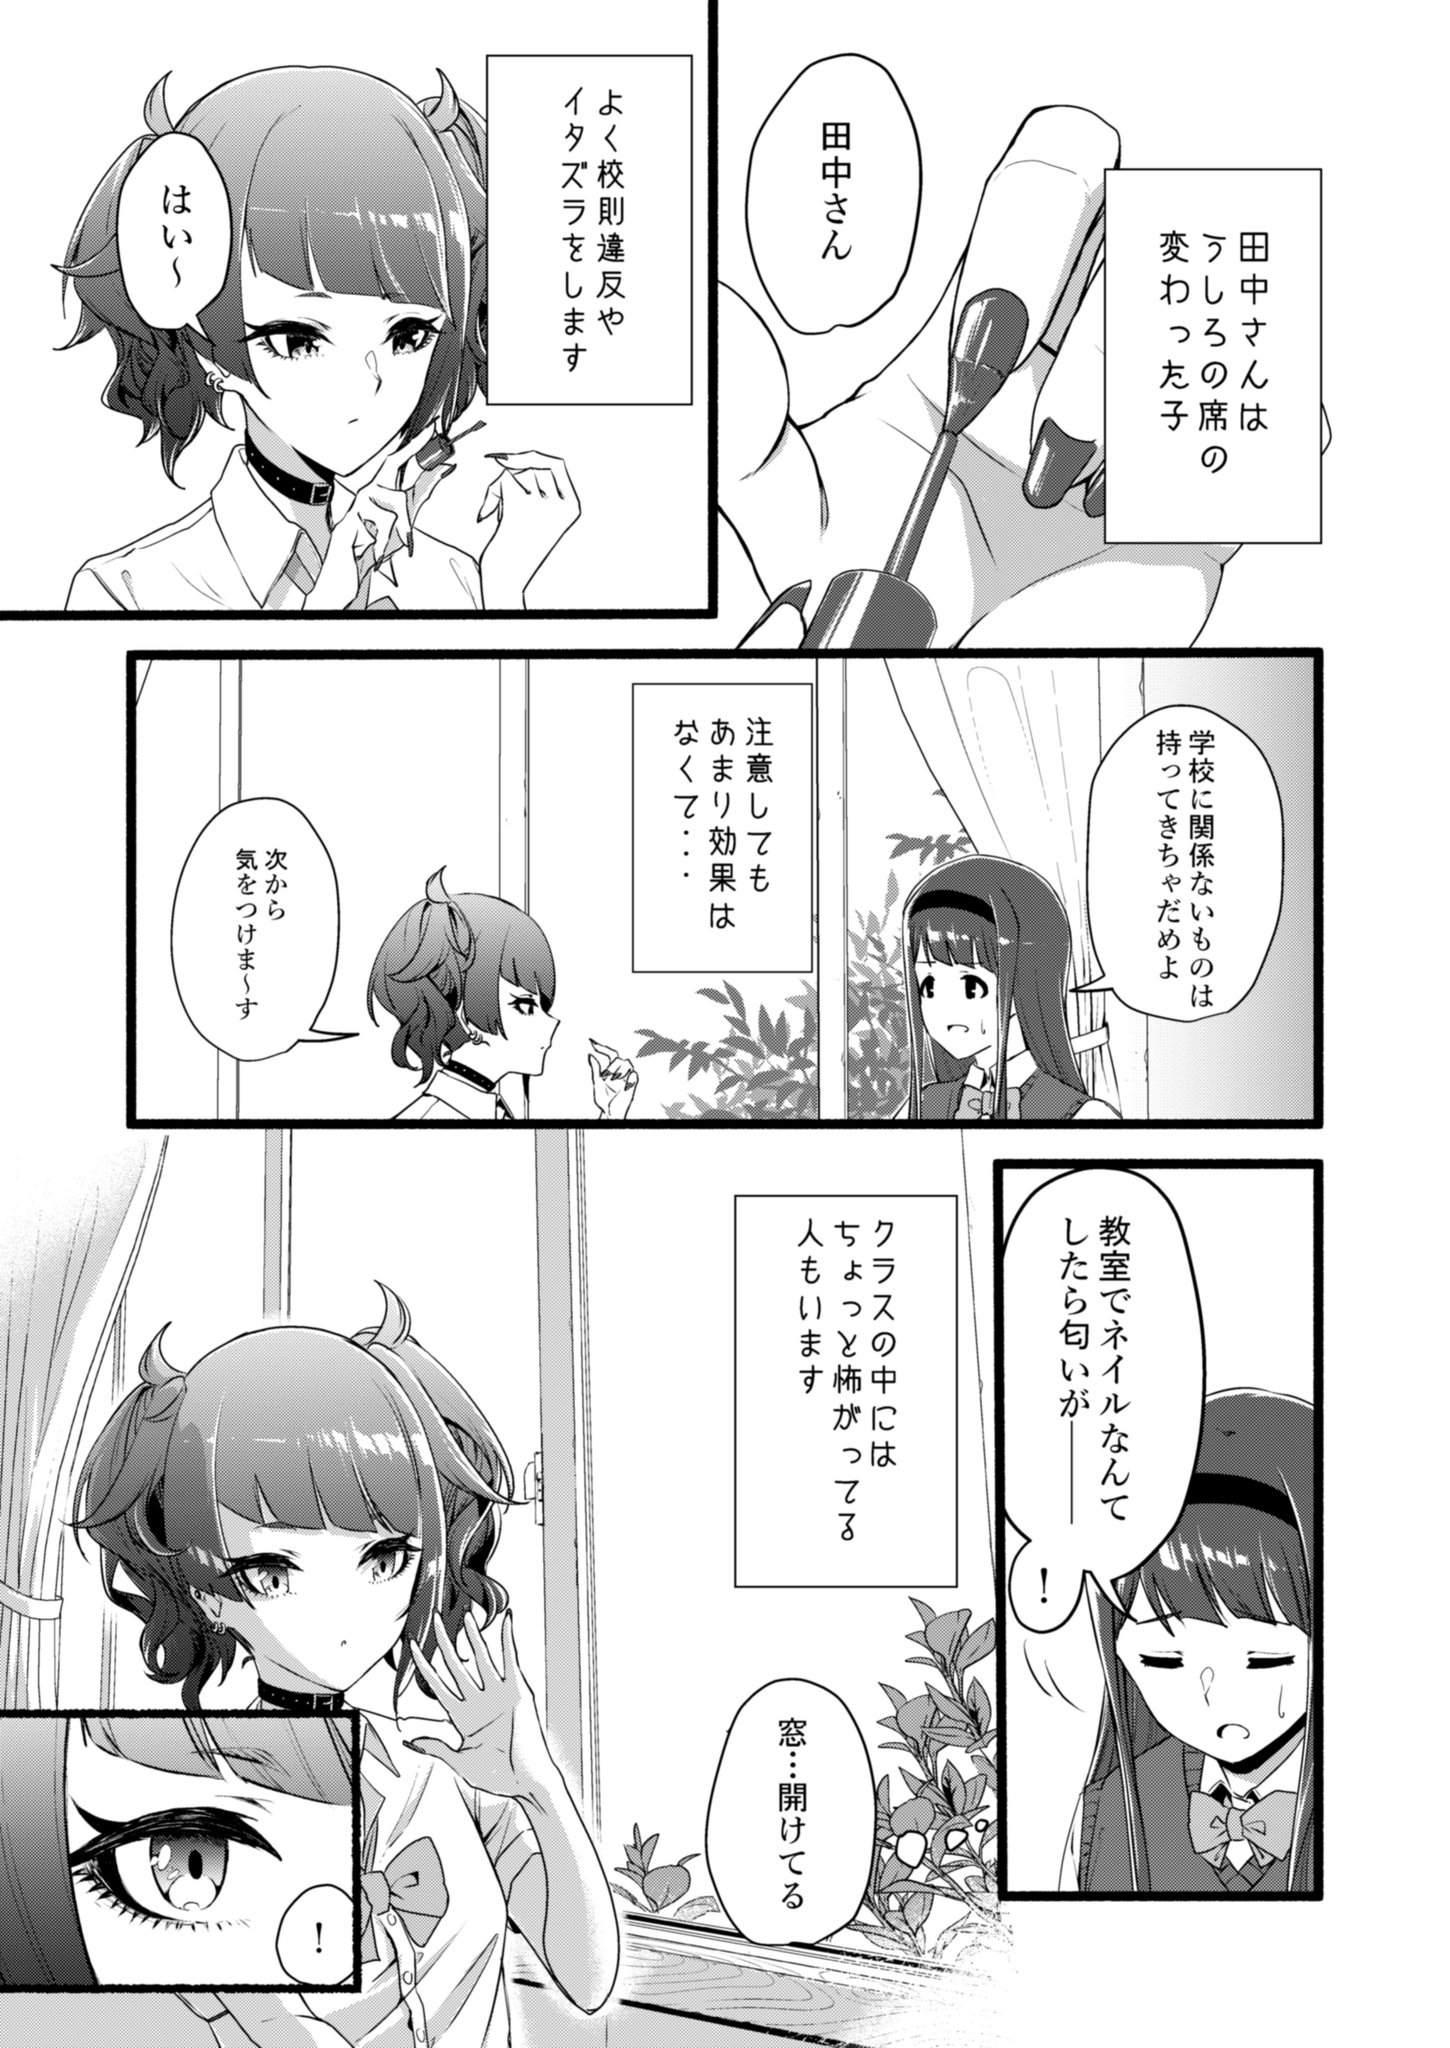 田中さんは
うしろの席の
変わった子
田中さん
よく校則違反や
イタズラをします
はい〜
学校に関係ないものは
持ってきちゃだめよ
注意しても
あまり効果は
なくて・・・
次から
気をつけま〜す
教室でネイルなんて
したら匂いが――
！
クラスの中には
ちょっと怖がってる
人もいます
窓…開けてる
！